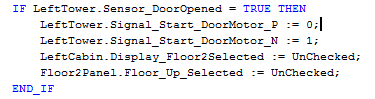 IF LeftTower.Sensor_DoorOpened = TRUE THEN
LeftTower.Signal_Start_DoorMotor_P := 0;
LeftTower.Signal_Start_DoorMotor_N := 1;
LeftCabin.Display_Floor2Selected := UnChecked;
Floor2Panel.Floor_Up_Selected := UnChecked;
END_IF